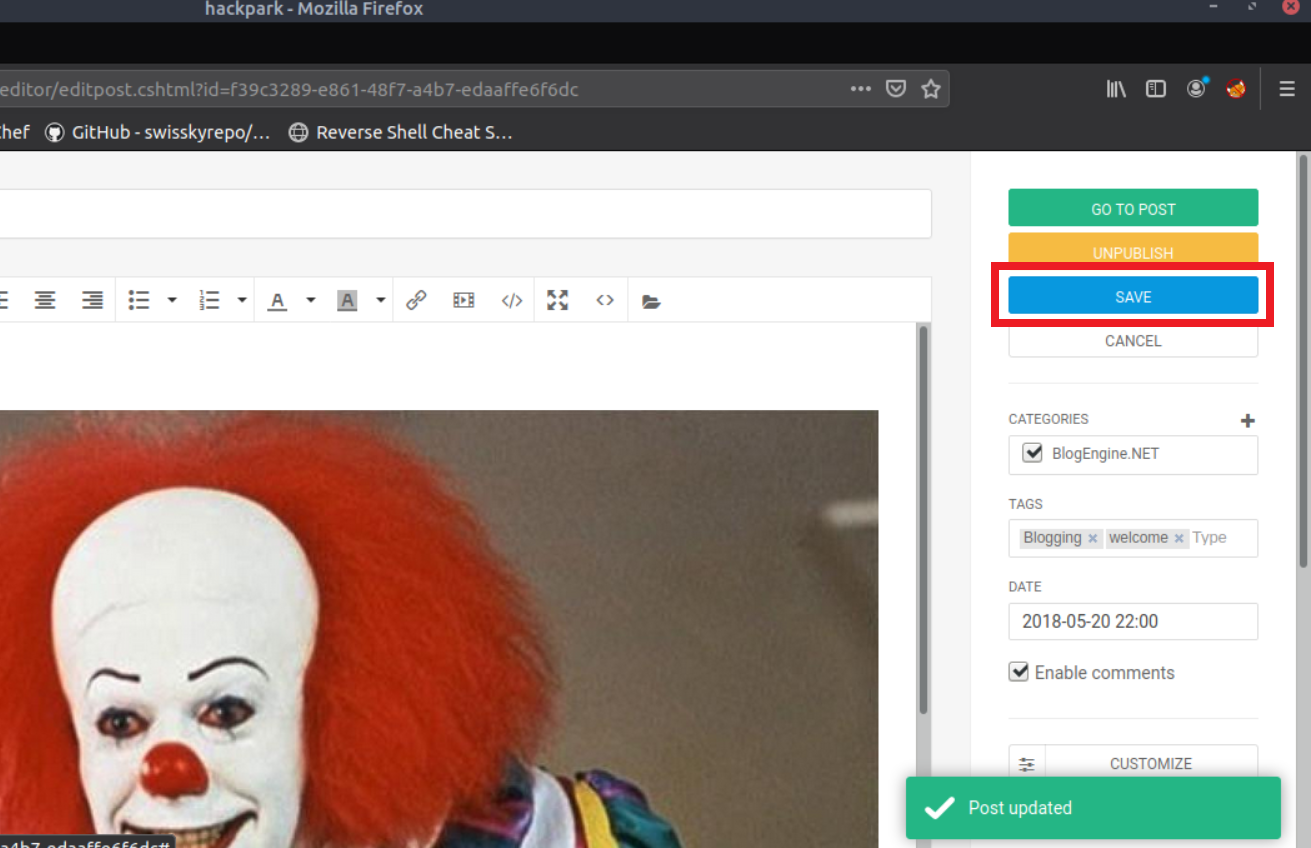 hackpark - Mozilla Firefox
editor/editpost.cshtml?id=f39c3289-e861-48f7-a4b7-edaaffe6f6dc
hef GitHub - swisskyrepo/... Reverse Shell Cheat S...
GO TO POST
UNPUBLISH
SAVE
CANCEL
CATEGORIES
BlogEngine.NET
TAGS
Blogging × welcome × Type
DATE
2018-05-20 22:00
Enable comments
CUSTOMIZE
Post updated
a4b7-edaaffe6f6dc#